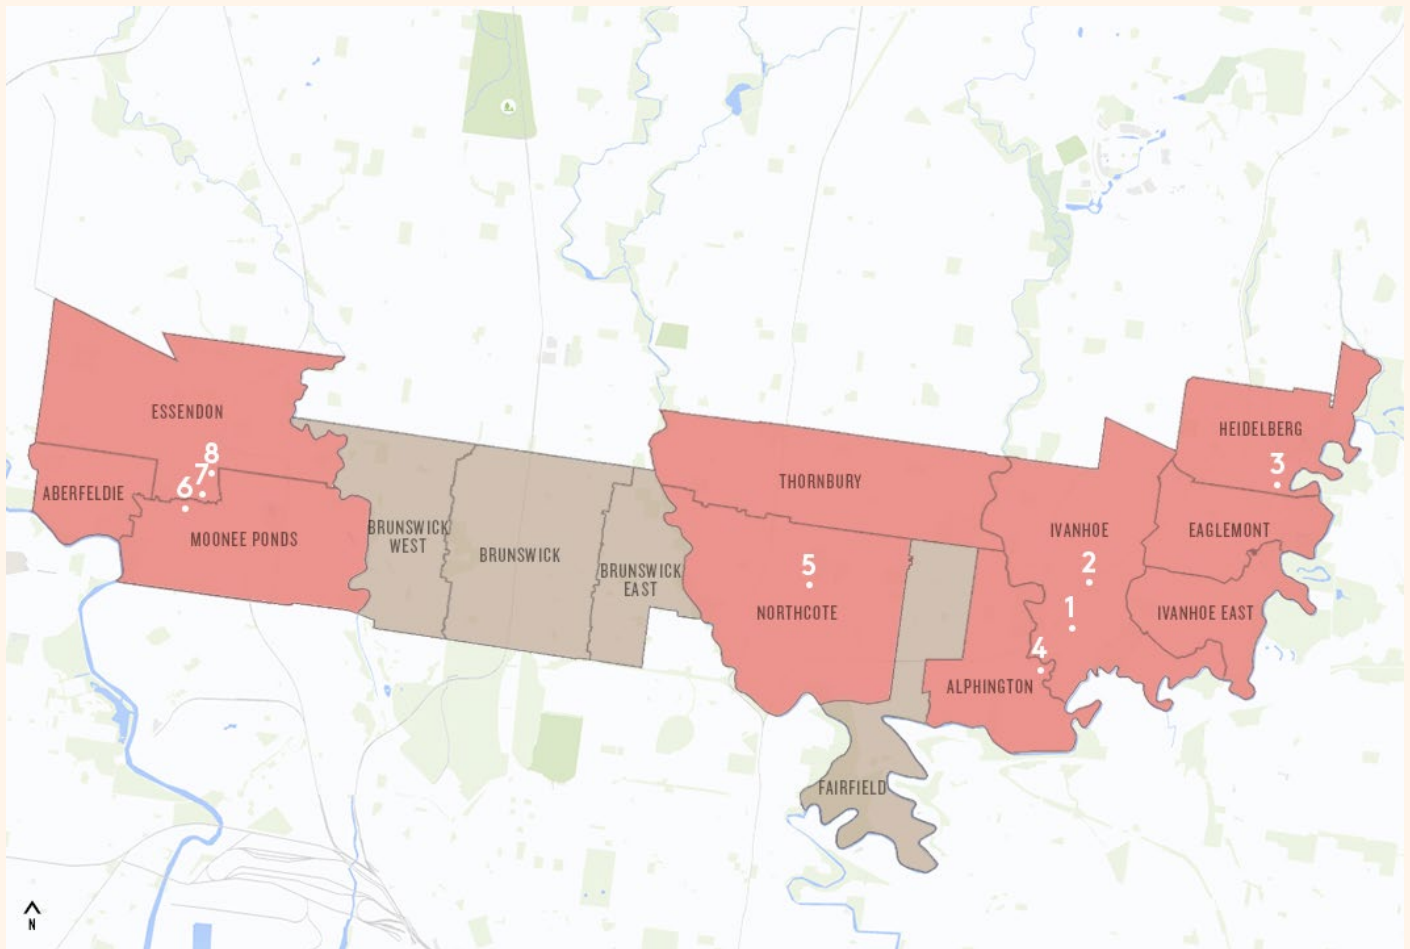 ESSENDON
8
7
6
ABERFELDIE
MOONEE PONDS
BRUNSWICK
WEST
BRUNSWICK
BRUNSWICK
EAST
THORNBURY
5
NORTHCOTE
FAIRFIELD
IVANHOE
2
1
4
ALPHINGTON
HEIDELBERG
3
EAGLEMONT
IVANHOE EAST
N